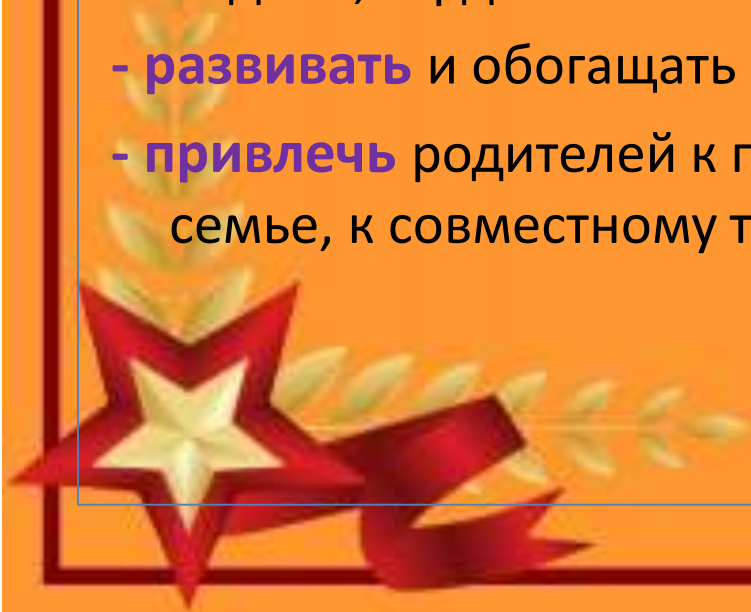 - развивать и обогащать
- привлечь родителей к
семье, к совместному